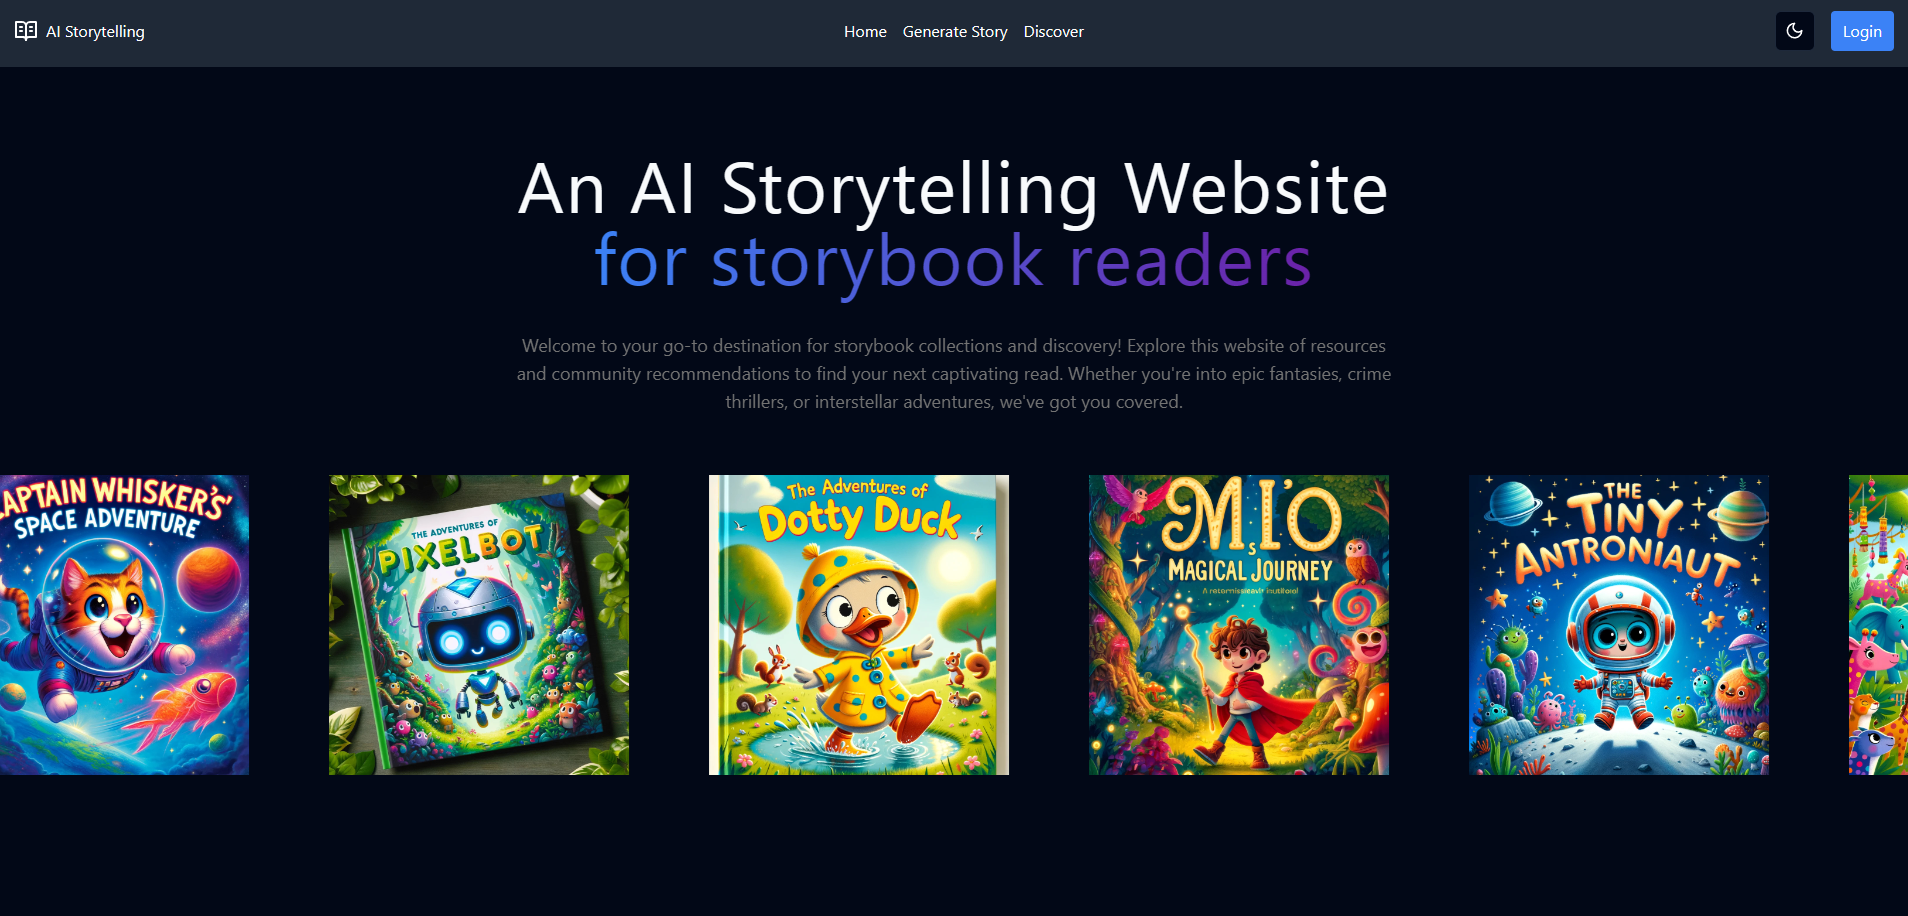 AI Storytelling
Home Generate Story Discover
Login
An AI Storytelling Website
for storybook readers
Welcome to your go-to destination for storybook collections and discovery! Explore this website of resources
and community recommendations to find your next captivating read. Whether you're into epic fantasies, crime
thrillers, or interstellar adventures, we've got you covered.
APTAIN WHISKER'S'
SPACE ADVENTURE
THE ADVENTURES OF
PIXELBOT
The Adventures of
Dotty Duck
M
S
I'O
MAGICAL JOURNEY
THE
TINY
ANTRONIAUT